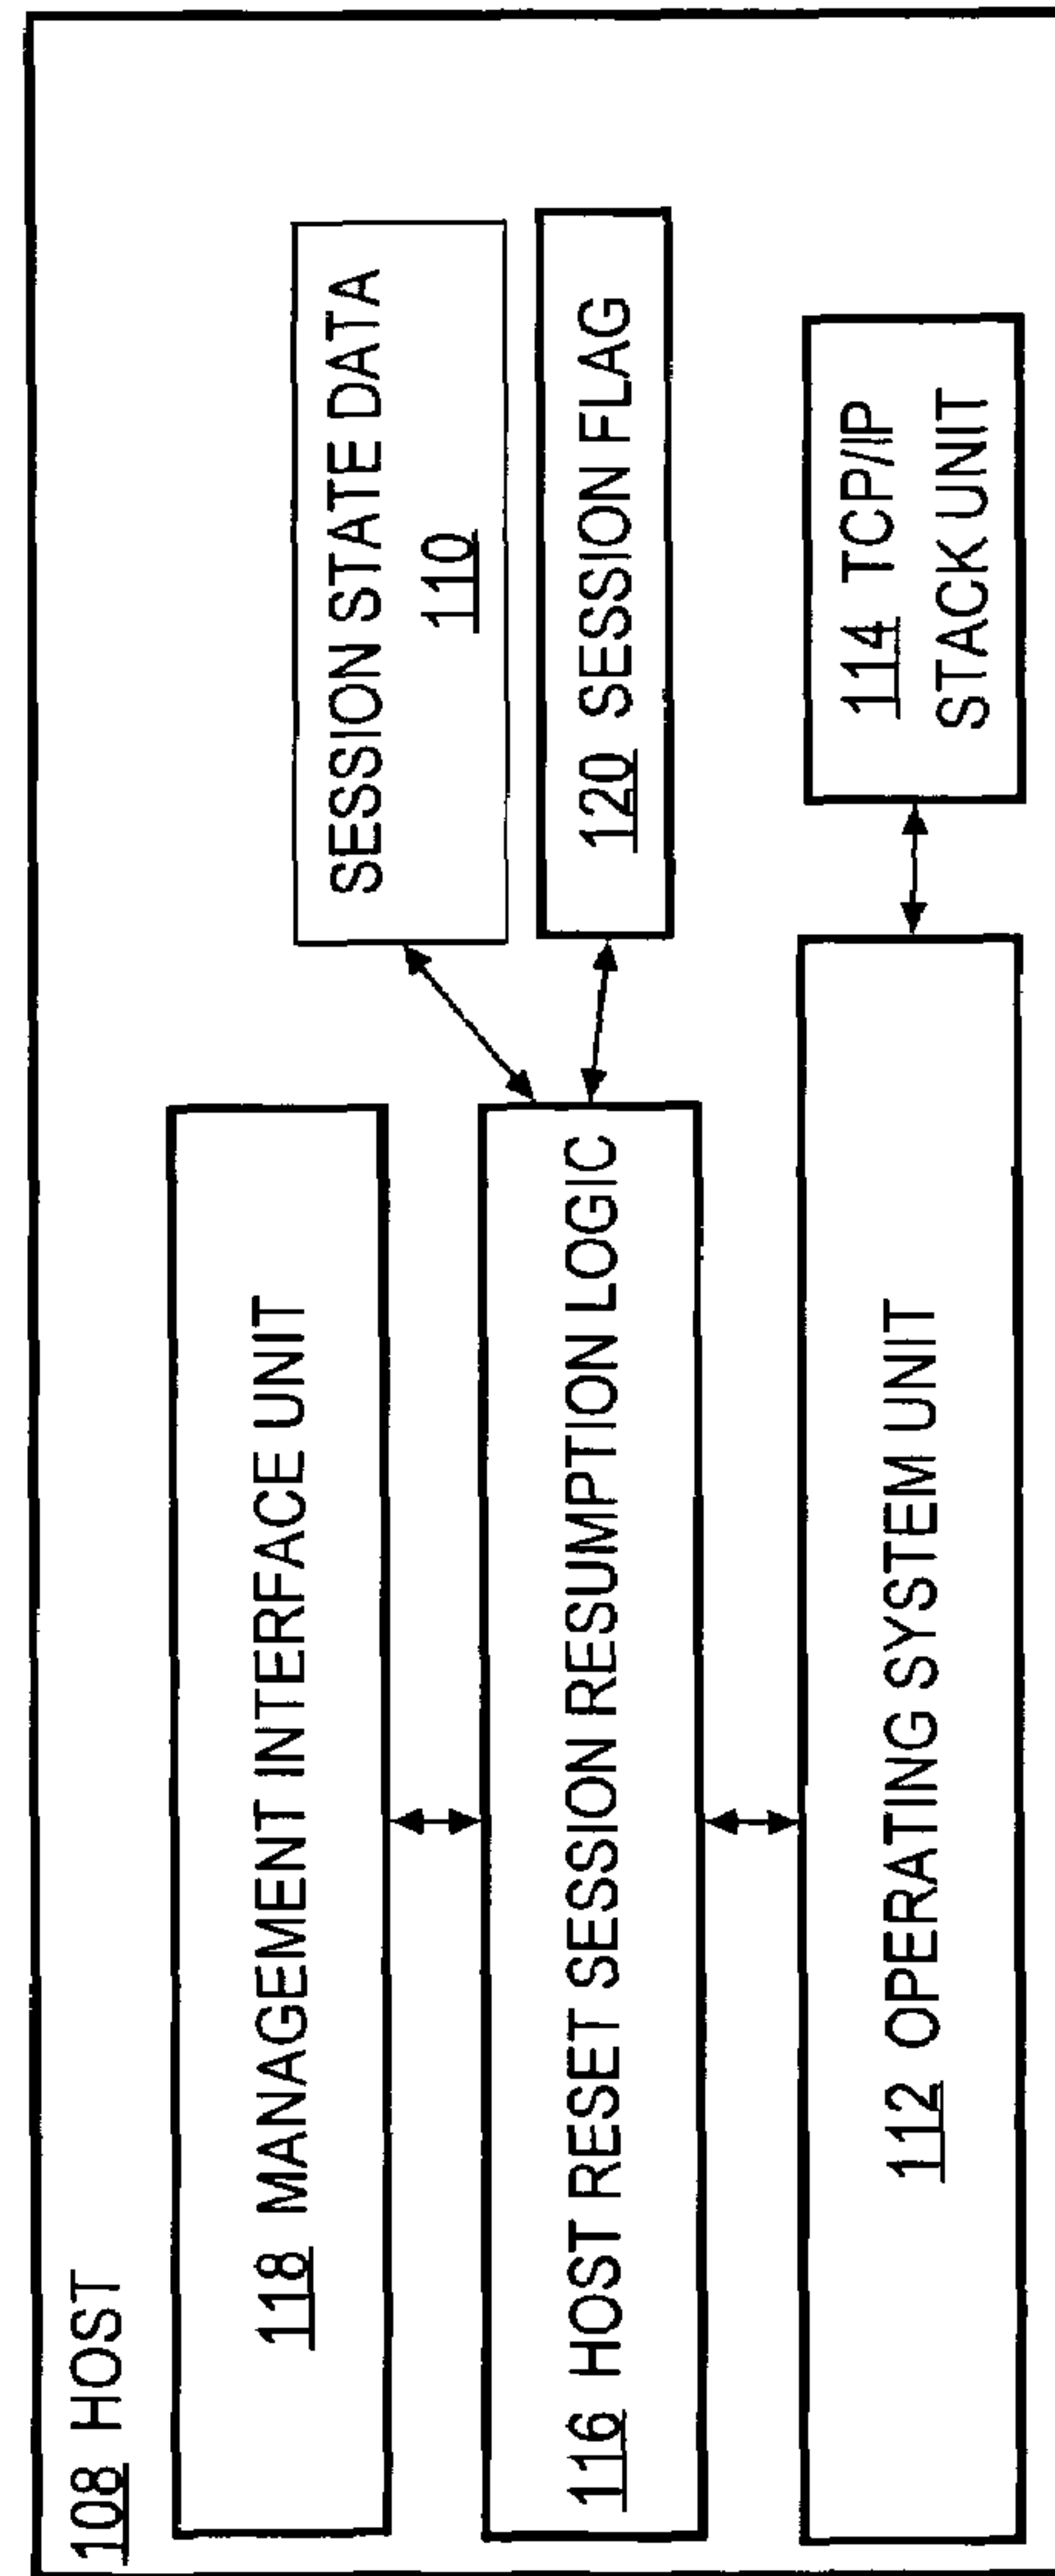 108 HOST
118 MANAGEMENT INTERFACE UNIT
SESSION STATE DATA
110
116 HOST RESET SESSION RESUMPTION LOGIC
120 SESSION FLAG
112 OPERATING SYSTEM UNIT
114 TCP/IP
STACK UNIT